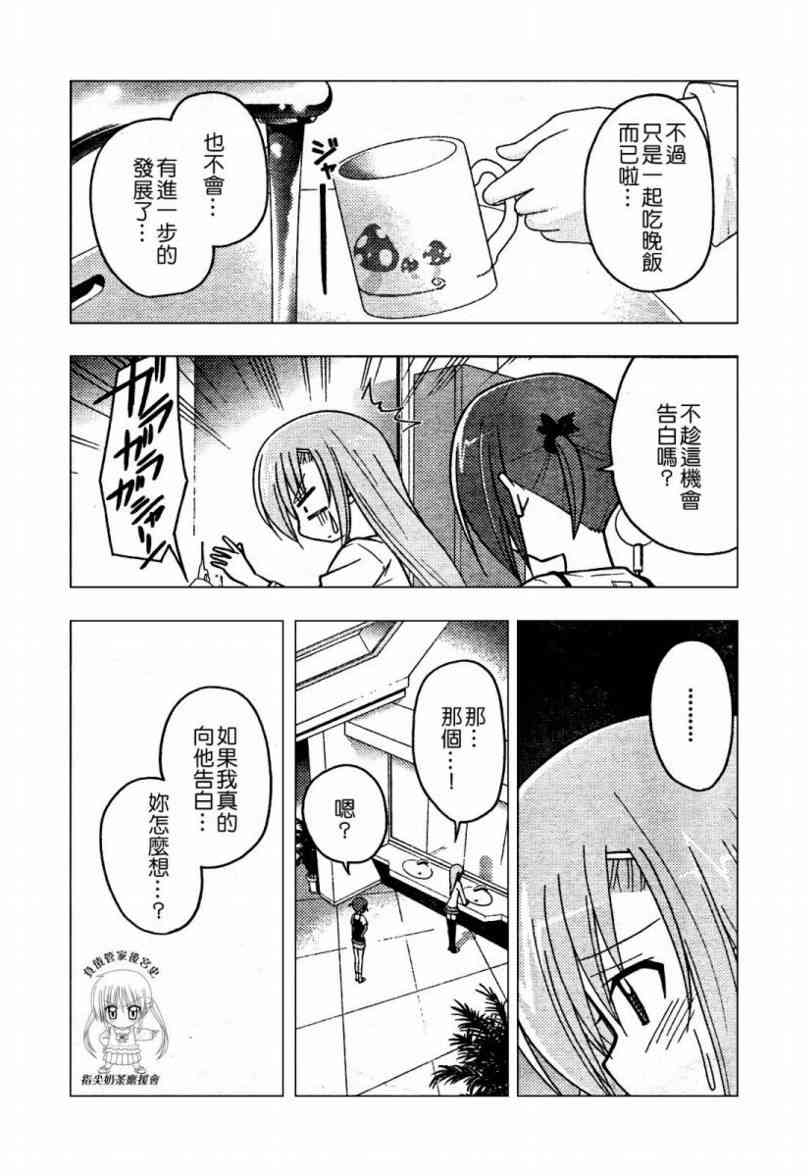 不過
只是一起吃晚飯
而已啦…
ジャ
也不會…
有進一步的
發展了…
不趁這機會
告白嗎？
ガラガラガシャン
………
那…
那個…！
嗯？
如果我真的
向他告白…
妳怎麼想…？
負債管家後宮史
指尖奶茶應援會